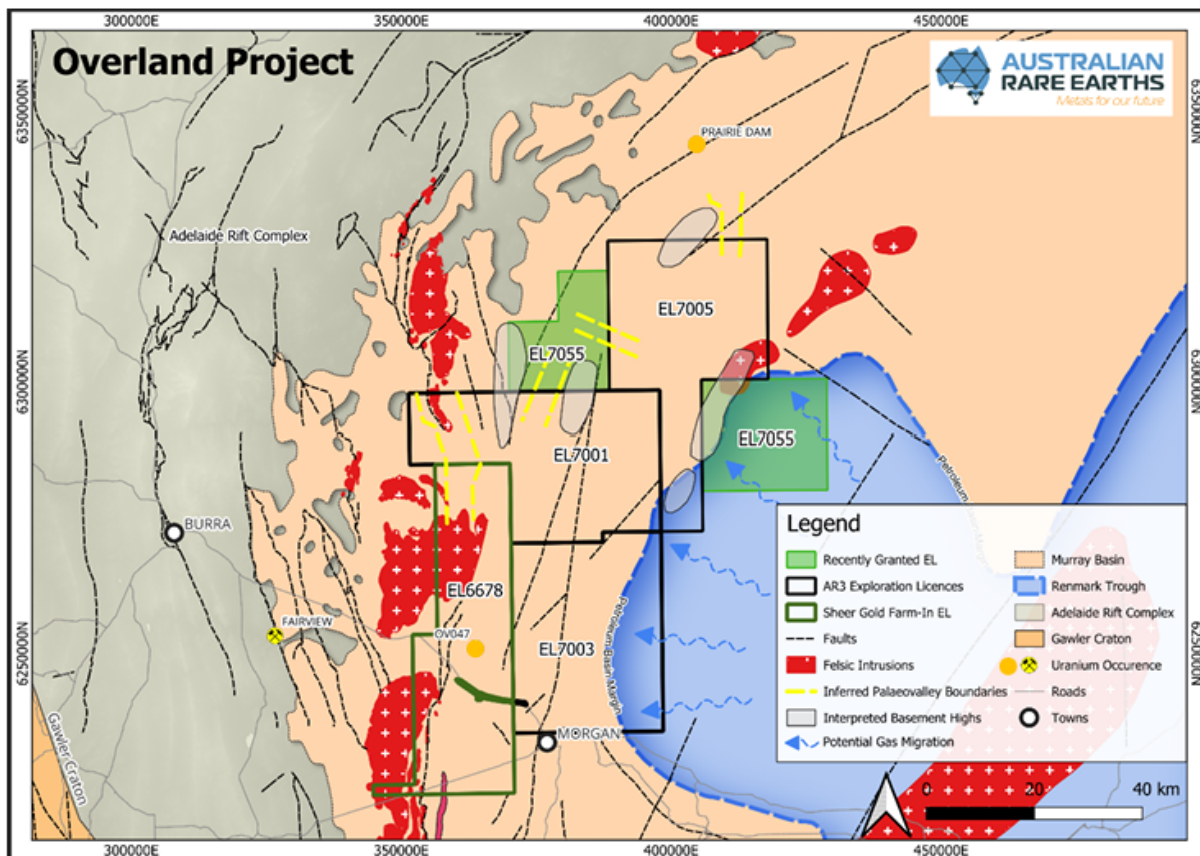 300000E
350000E
400000E
450000E
Overland Project
AUSTRALIAN
RARE EARTHS
Metals for our future
6350000N
6350000N
PRAIRIE DAM
Adelaide Rift Complex
EL7005
EL7055
6300000N
6300000N
EL7055
EL7001
Petroleum
BURRA
EL6678
FAIRVIEW
OV047
EL7003
Petroleum Basin Margin
6250000N
6250000N
MORGAN
Gawler Craton
Legend
Recently Granted EL
AR3 Exploration Licences
Sheer Gold Farm-In EL
Faults
Felsic Intrusions
Inferred Palaeovalley Boundaries
Interpreted Basement Highs
Potential Gas Migration
Murray Basin
Renmark Trough
Adelaide Rift Complex
Gawler Craton
Uranium Occurence
Roads
Towns
0 20 40 km
300000E
350000E
400000E
450000E